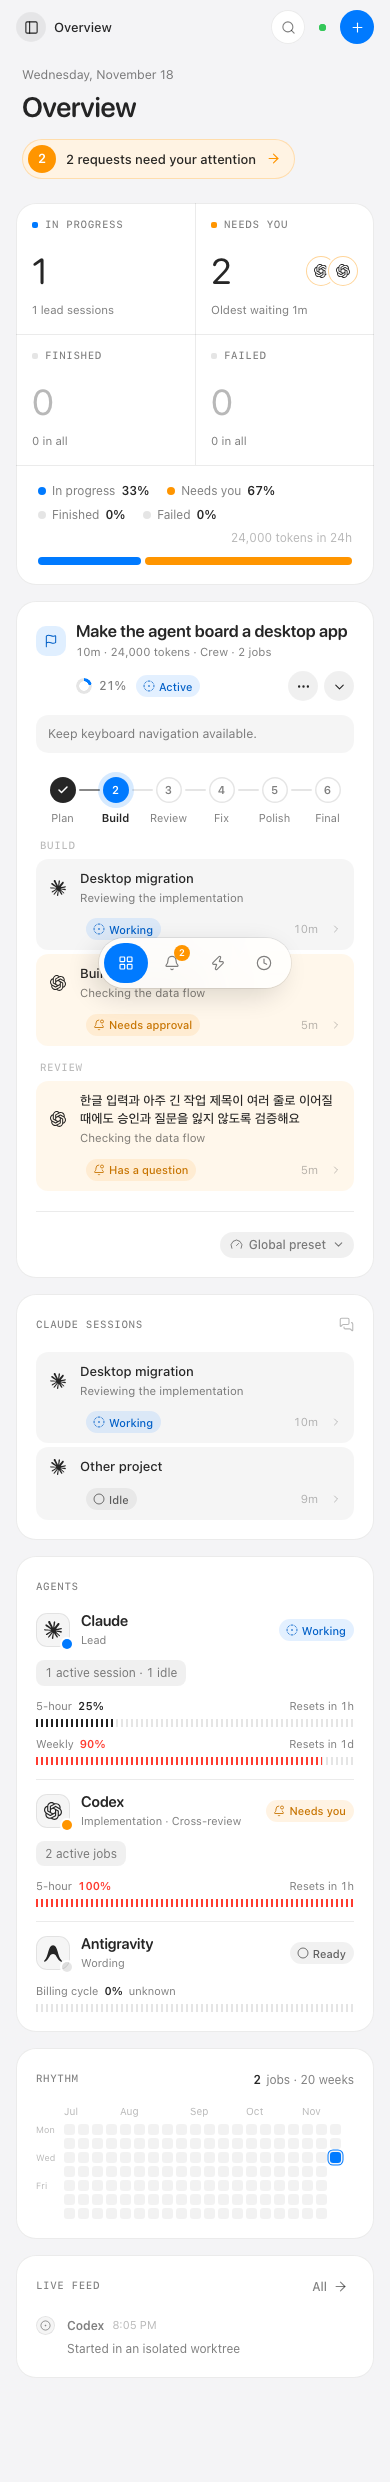 Overview
Wednesday, November 18
Overview
2 2 requests need your attention
IN PROGRESS
1
1 lead sessions
NEEDS YOU
2
Oldest waiting 1m
FINISHED
0
0 in all
FAILED
0
0 in all
In progress 33% Needs you 67%
Finished 0% Failed 0%
24,000 tokens in 24h
Make the agent board a desktop app
10m · 24,000 tokens · Crew · 2 jobs
21% Active
Keep keyboard navigation available.
2 3 4 5 6
Plan Build Review Fix Polish Final
BUILD
Desktop migration
Reviewing the implementation
Working 10m
2
Checking the data flow
Needs approval 5m
REVIEW
한글 입력과 아주 긴 작업 제목이 여러 줄로 이어질
때에도 승인과 질문을 잃지 않도록 검증해요
Checking the data flow
Has a question 5m
Global preset
CLAUDE SESSIONS
Desktop migration
Reviewing the implementation
Working 10m
Other project
Idle 9m
AGENTS
Claude
Lead
Working
1 active session · 1 idle
5-hour 25% Resets in 1h
Weekly 90% Resets in 1d
Codex
Implementation · Cross-review
Needs you
2 active jobs
5-hour 100% Resets in 1h
Antigravity
Wording
Ready
Billing cycle 0% unknown
RHYTHM 2 jobs · 20 weeks
Jul Aug Sep Oct Nov
Mon
Wed
Fri
LIVE FEED All
Codex 8:05 PM
Started in an isolated worktree